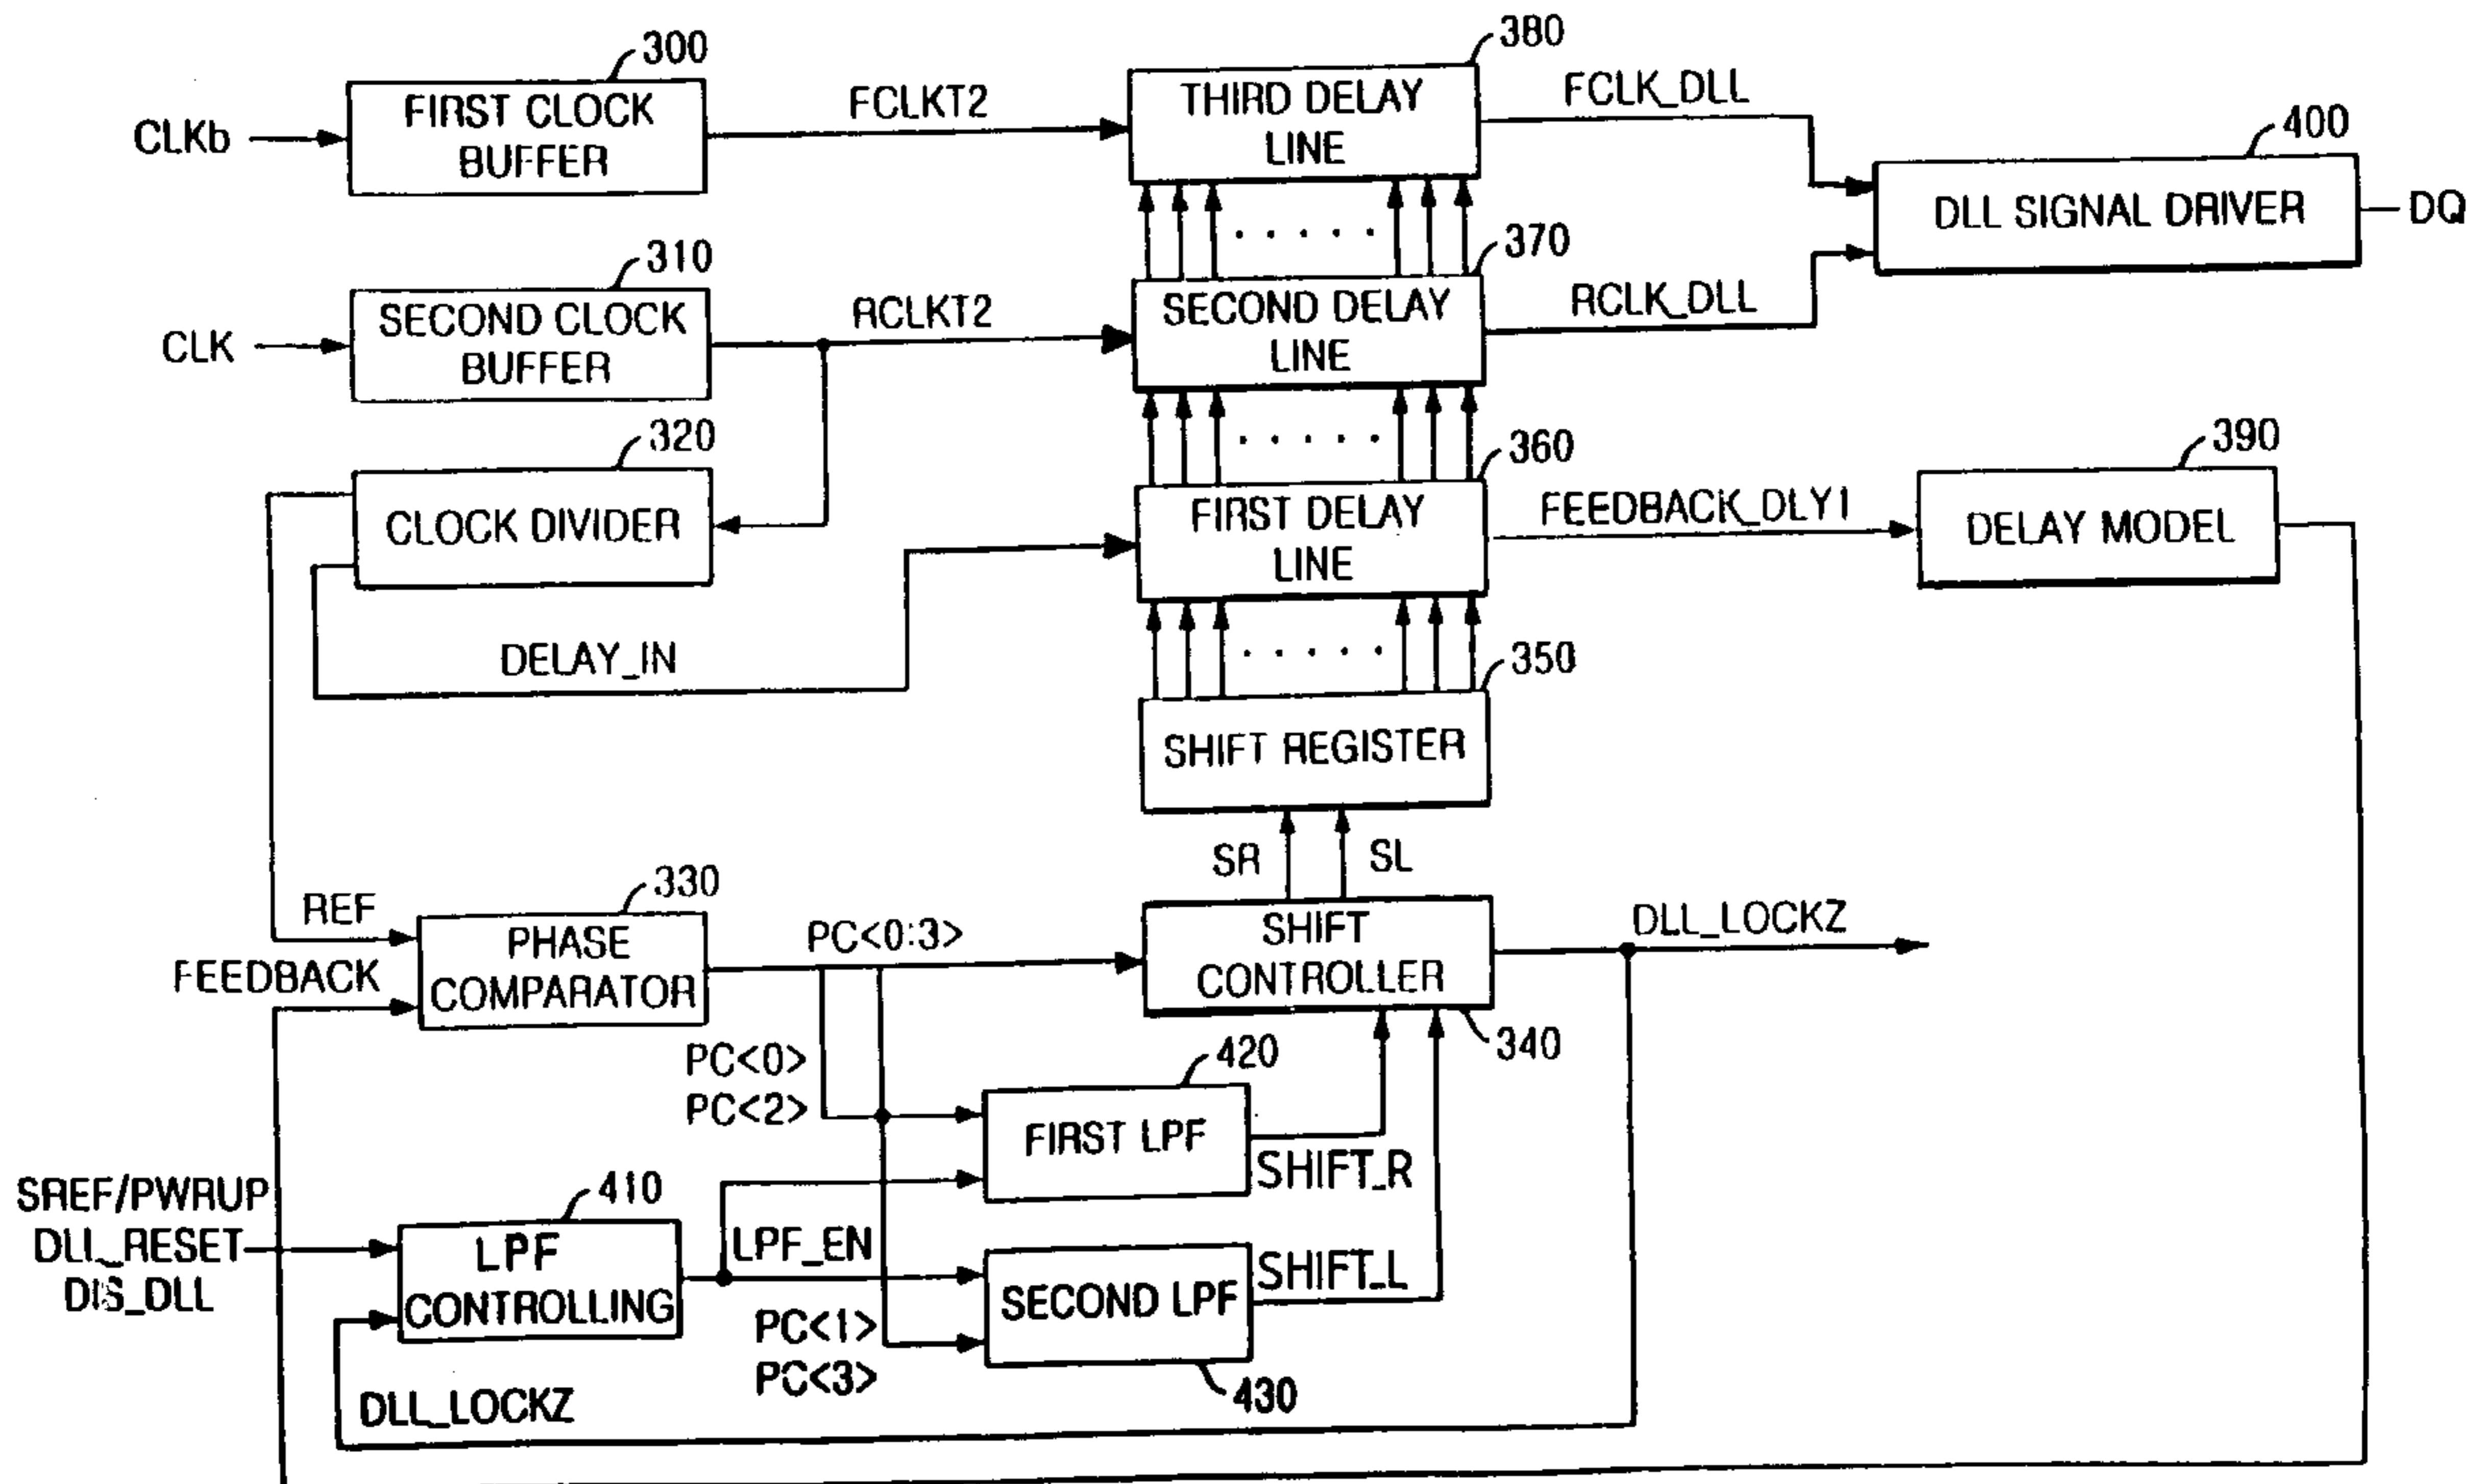 300
380
FIRST CLOCK
BUFFER
CLKb
FCLKT2
THIRD DELAY
LINE
FCLK_DLL
400
DLL SIGNAL DRIVER
DQ
310
370
SECOND CLOCK
BUFFER
CLK
RCLKT2
SECOND DELAY
LINE
RCLK_DLL
320
360
390
CLOCK DIVIDER
FIRST DELAY
LINE
FEEDBACK_DLY1
DELAY MODEL
DELAY_IN
350
SHIFT REGISTER
SR
SL
330
REF
FEEDBACK
PHASE
COMPARATOR
PC<0:3>
SHIFT
CONTROLLER
DLL_LOCKZ
340
PC<0>
PC<2>
420
FIRST LPF
SHIFT_R
SREF/PWRUP
DLL_RESET
DIS_DLL
410
LPF
CONTROLLING
LPF_EN
SECOND LPF
SHIFT_L
PC<1>
PC<3>
430
DLL_LOCKZ